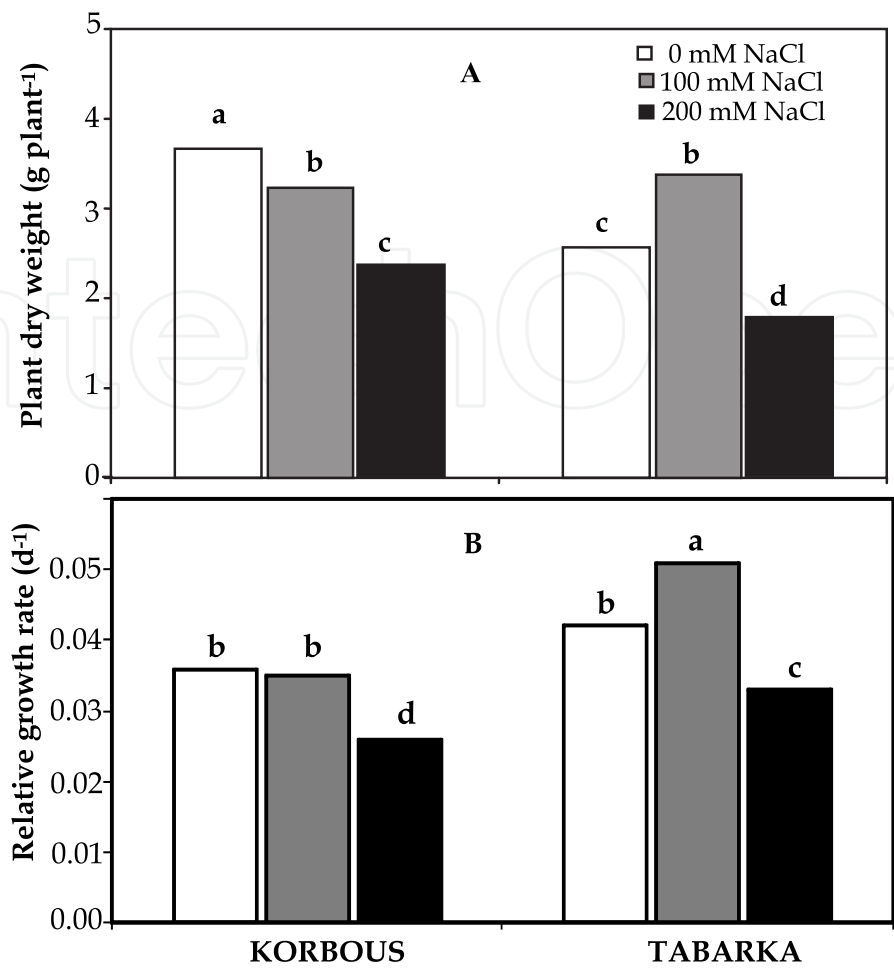 Plant dry weight (g plant-1)
5
4
3
2
1
0
A
0 mM NaCl
100 mM NaCl
200 mM NaCl
a
b
c
c
b
d
Relative growth rate (d-1)
0.05
0.04
0.03
0.02
0.01
0.00
B
b
b
d
b
a
c
KORBOUS
TABARKA